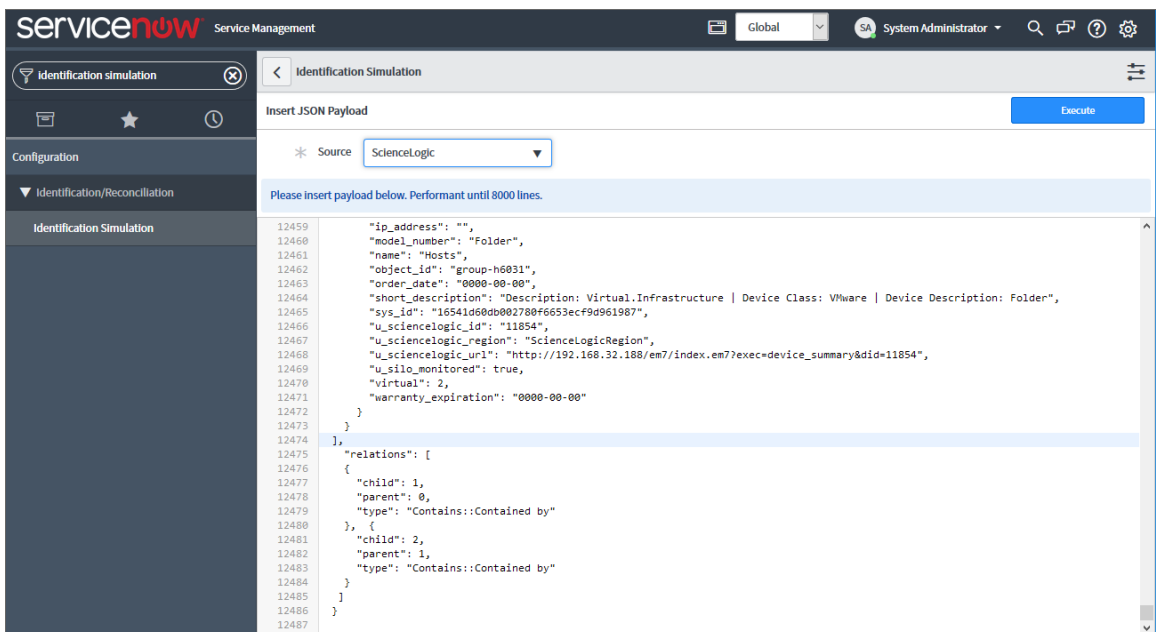 servicenow Service Management
Global
SA System Administrator
identification simulation
Configuration
Identification/Reconciliation
Identification Simulation
Identification Simulation
Insert JSON Payload
Execute
Source ScienceLogic
Please insert payload below. Performant until 8000 lines.
12459 "ip_address": "",
12460 "model_number": "Folder",
12461 "name": "Hosts",
12462 "object_id": "group-h6031",
12463 "order_date": "0000-00-00",
12464 "short_description": "Description: Virtual.Infrastructure | Device Class: VMware | Device Description: Folder",
12465 "sys_id": "16541d60db002780f6653ecf9d961987",
12466 "u_sciencelogic_id": "11854",
12467 "u_sciencelogic_region": "ScienceLogicRegion",
12468 "u_sciencelogic_url": "http://192.168.32.188/em7/index.em7?exec=device_summary&did=11854",
12469 "u_silo_monitored": true,
12470 "virtual": 2,
12471 "warranty_expiration": "0000-00-00"
12472 }
12473 }
12474 ],
12475 "relations": [
12476 {
12477 "child": 1,
12478 "parent": 0,
12479 "type": "Contains::Contained by"
12480 }, {
12481 "child": 2,
12482 "parent": 1,
12483 "type": "Contains::Contained by"
12484 }
12485 ]
12486 }
12487